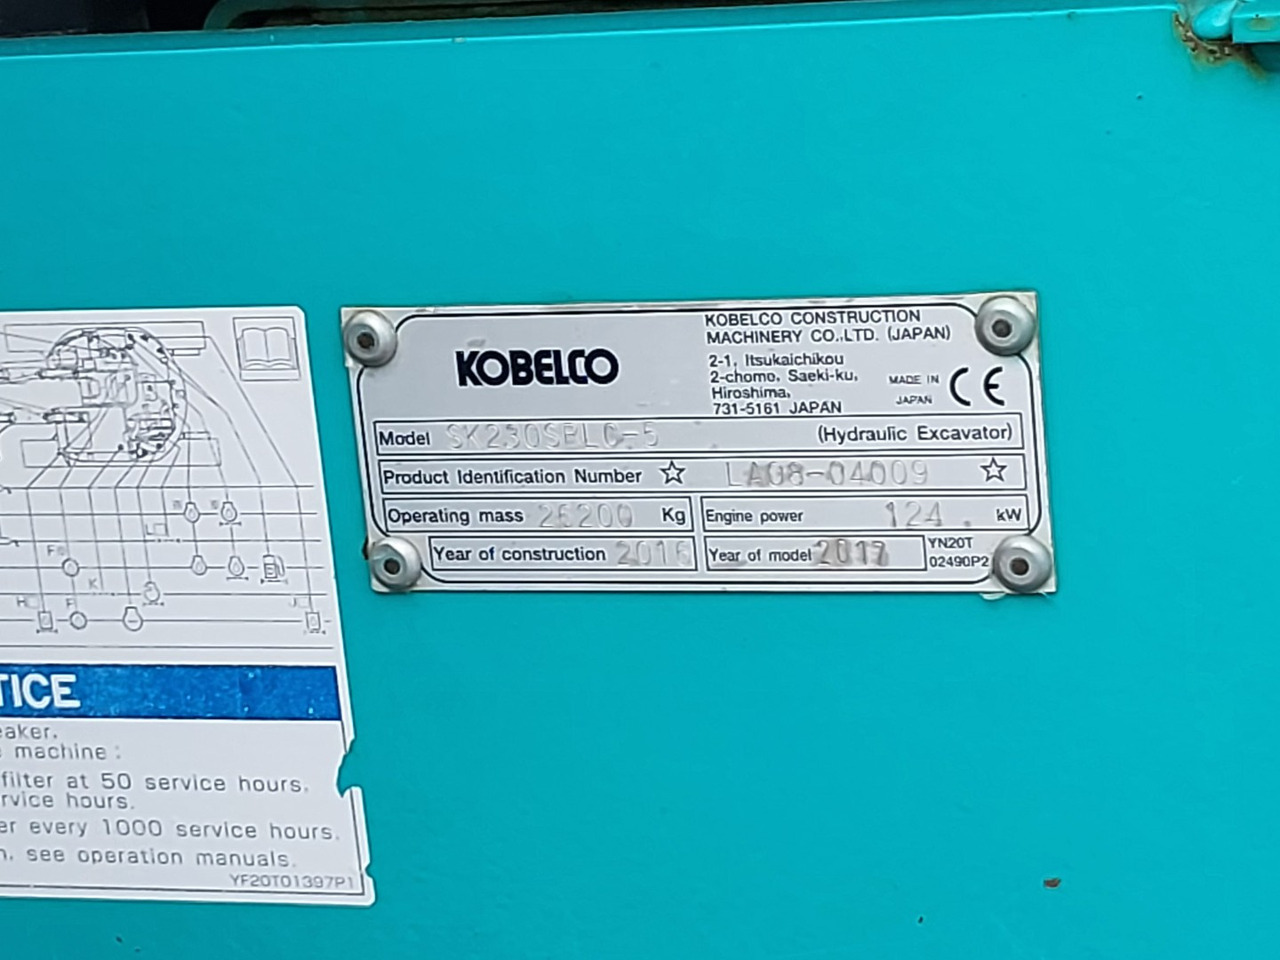 KOBELCO
KOBELCO CONSTRUCTION
MACHINERY CO.,LTD. (JAPAN)
2-1, Itsukaichikou
2-chome, Saeki-ku,
Hiroshima,
731-5161 JAPAN
MADE IN
JAPAN
CE
Model SK230SRLC-5 (Hydraulic Excavator)
Product Identification Number ☆ LA08-04009 ☆
Operating mass 26200 Kg
Engine power 124. kW
Year of construction 2016
Year of model 2017
YN20T
02490P2
TICE
eaker.
machine :
filter at 50 service hours.
rvice hours.
er every 1000 service hours.
n, see operation manuals.
YF20T01397P1